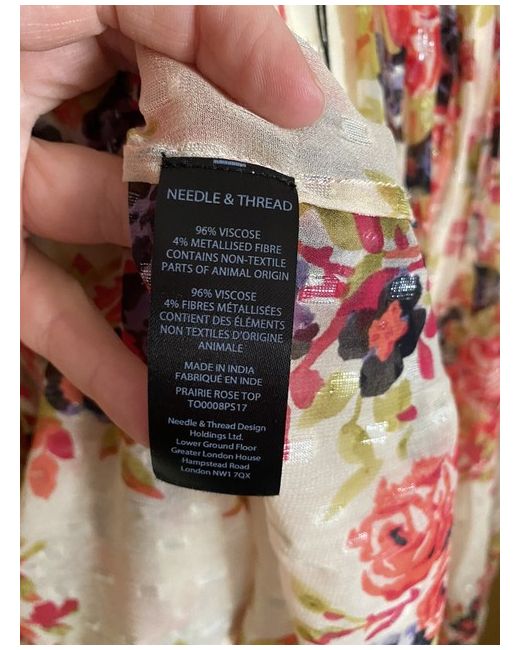 NEEDLE & THREAD
96% VISCOSE
4% METALLISED FIBRE
CONTAINS NON-TEXTILE
PARTS OF ANIMAL ORIGIN
96% VISCOSE
4% FIBRES MÉTALLISÉES
CONTIENT DES ÉLÉMENTS
NON TEXTILES D'ORIGINE
ANIMALE
MADE IN INDIA
FABRIQUÉ EN INDE
PRAIRIE ROSE TOP
TO0008PS17
Needle & Thread Design
Holdings Ltd.
Lower Ground Floor
Greater London House
Hampstead Road
London NW1 7QX